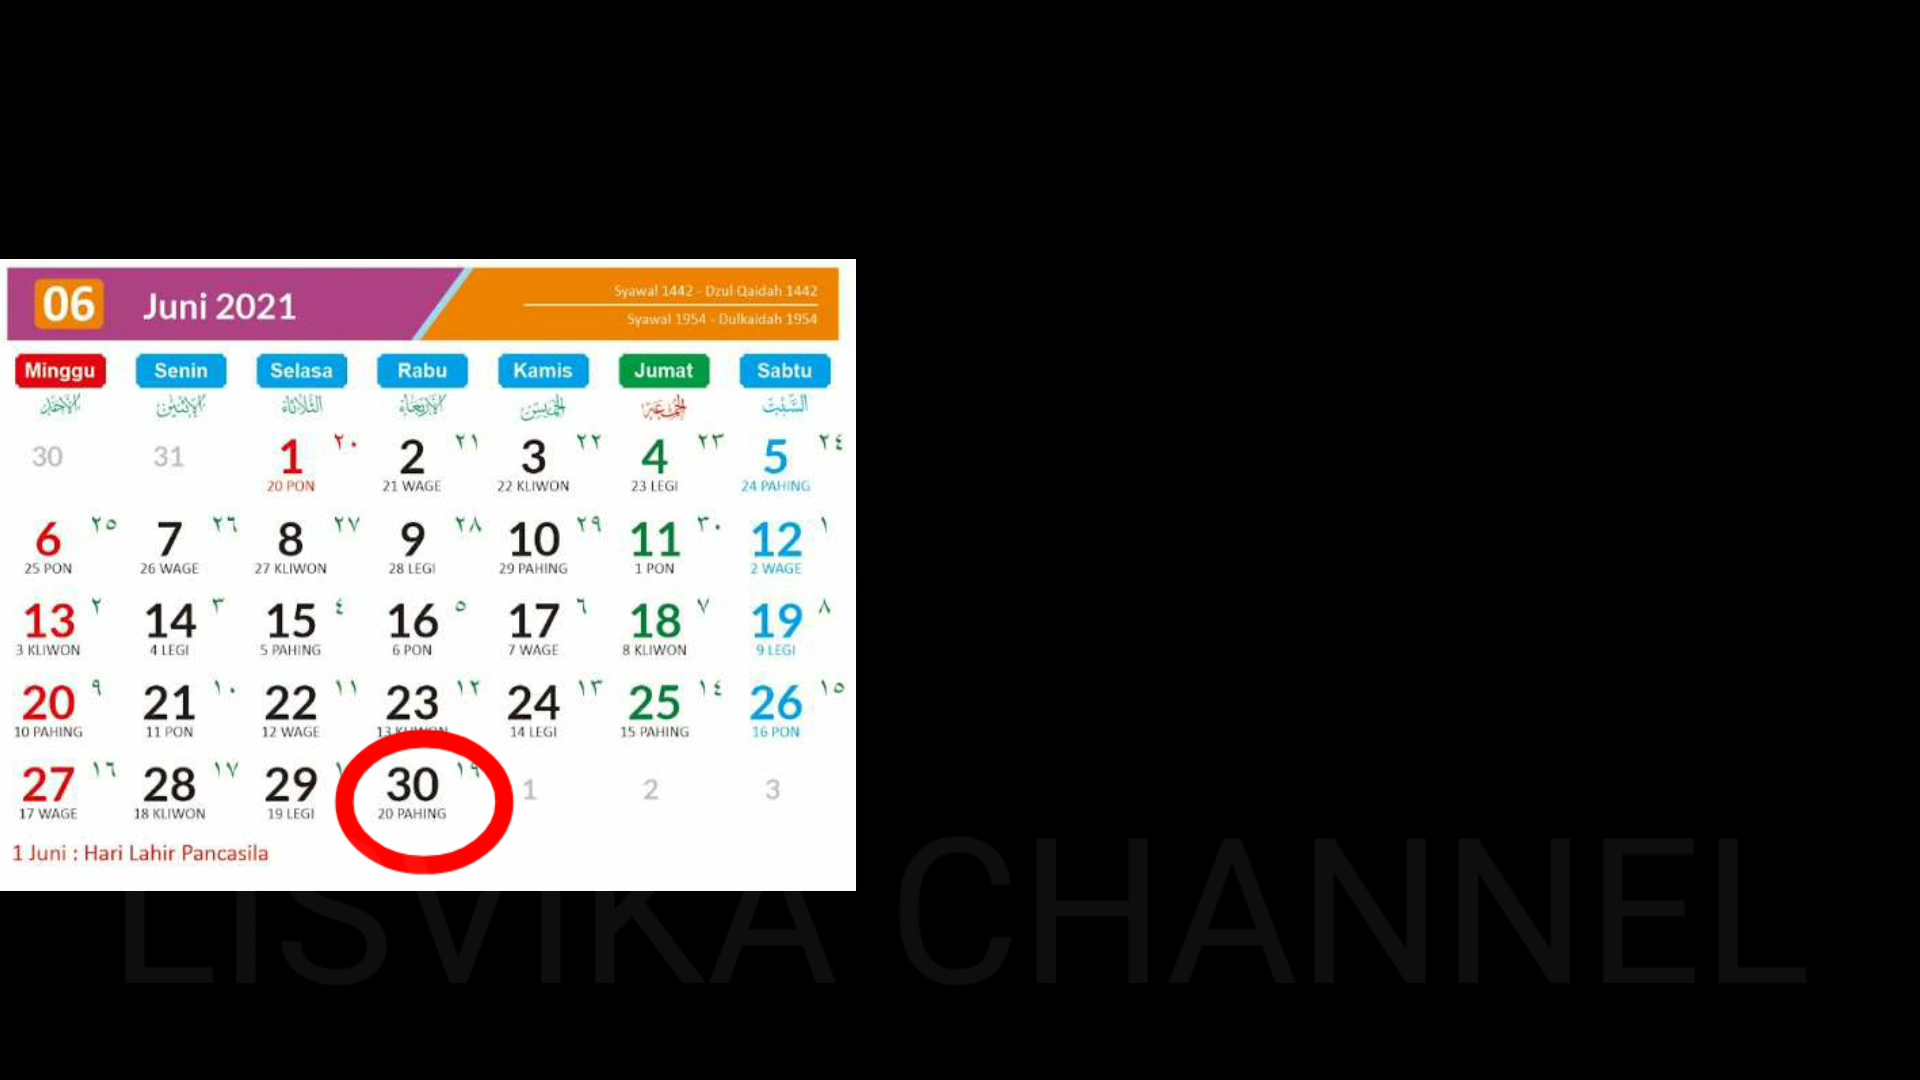 06 Juni 2021
Syawal 1442 - Dzul Qaidah 1442
Syawal 1954 - Dulkaidah 1954
Minggu Senin Selasa Rabu Kamis Jumat Sabtu
الأحد الإثنين الثلاثاء الأربعاء الخميس الجمعة السبت
30 31 1 ٢٠ 2 ٢١ 3 ٢٢ 4 ٢٣ 5 ٢٤
20 PON 21 WAGE 22 KLIWON 23 LEGI 24 PAHING
6 ٢٥ 7 ٢٦ 8 ٢٧ 9 ٢٨ 10 ٢٩ 11 ٣٠ 12 ١
25 PON 26 WAGE 27 KLIWON 28 LEGI 29 PAHING 1 PON 2 WAGE
13 ٢ 14 ٣ 15 ٤ 16 ٥ 17 ٦ 18 ٧ 19 ٨
3 KLIWON 4 LEGI 5 PAHING 6 PON 7 WAGE 8 KLIWON 9 LEGI
20 ٩ 21 ١٠ 22 ١١ 23 ١٢ 24 ١٣ 25 ١٤ 26 ١٥
10 PAHING 11 PON 12 WAGE 13 KLIWON 14 LEGI 15 PAHING 16 PON
27 ١٦ 28 ١٧ 29 30 ١٩ 1 2 3
17 WAGE 18 KLIWON 19 LEGI 20 PAHING
1 Juni : Hari Lahir Pancasila
LISVIKA CHANNEL